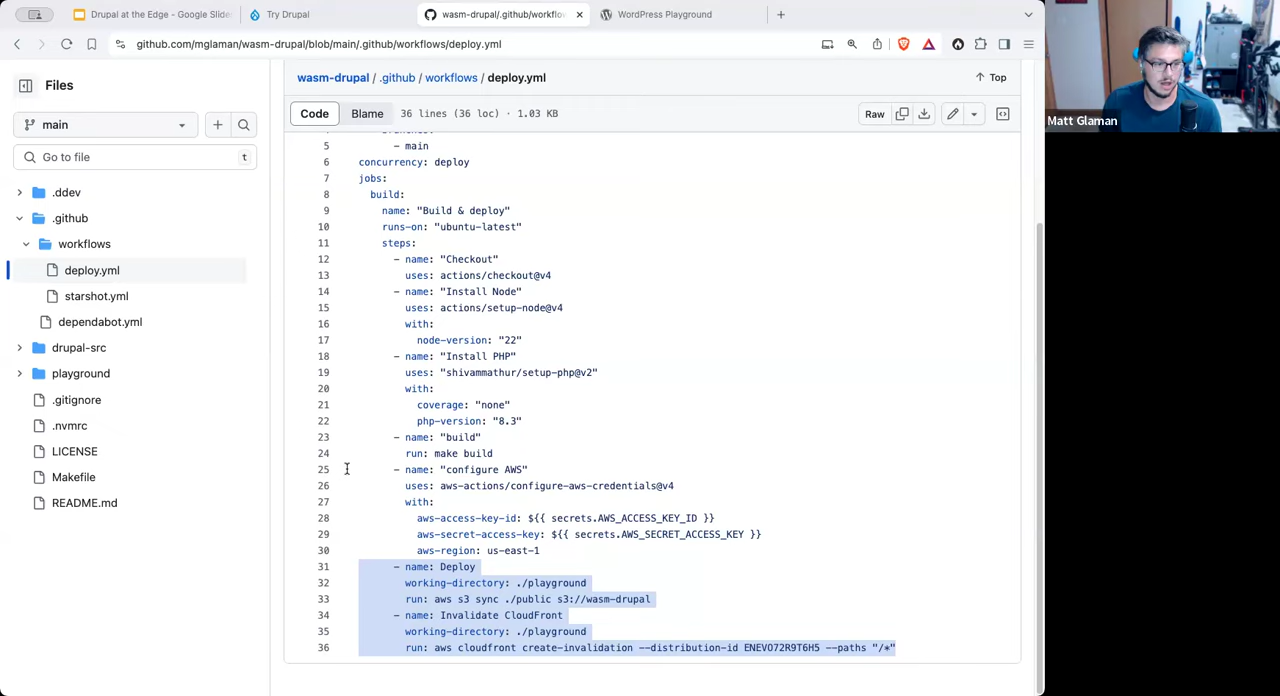 Drupal at the Edge - Google Slide
Try Drupal
wasm-drupal/.github/workflo
WordPress Playground
github.com/mglaman/wasm-drupal/blob/main/.github/workflows/deploy.yml
Matt Glaman
Files
main
Go to file
t
.ddev
.github
workflows
deploy.yml
starshot.yml
dependabot.yml
drupal-src
playground
.gitignore
.nvmrc
LICENSE
Makefile
README.md
wasm-drupal / .github / workflows / deploy.yml
Top
Code
Blame
36 lines (36 loc) · 1.03 KB
Raw
5 - main
6 concurrency: deploy
7 jobs:
8 build:
9 name: "Build & deploy"
10 runs-on: "ubuntu-latest"
11 steps:
12 - name: "Checkout"
13 uses: actions/checkout@v4
14 - name: "Install Node"
15 uses: actions/setup-node@v4
16 with:
17 node-version: "22"
18 - name: "Install PHP"
19 uses: "shivammathur/setup-php@v2"
20 with:
21 coverage: "none"
22 php-version: "8.3"
23 - name: "build"
24 run: make build
25 - name: "configure AWS"
26 uses: aws-actions/configure-aws-credentials@v4
27 with:
28 aws-access-key-id: ${{ secrets.AWS_ACCESS_KEY_ID }}
29 aws-secret-access-key: ${{ secrets.AWS_SECRET_ACCESS_KEY }}
30 aws-region: us-east-1
31 - name: Deploy
32 working-directory: ./playground
33 run: aws s3 sync ./public s3://wasm-drupal
34 - name: Invalidate CloudFront
35 working-directory: ./playground
36 run: aws cloudfront create-invalidation --distribution-id ENEVO72R9T6H5 --paths "/*"